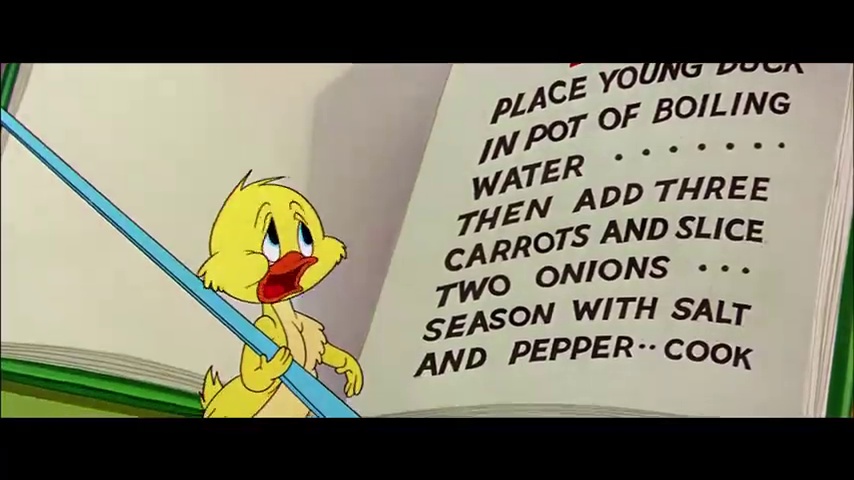 PLACE YOUNG DUCK
IN POT OF BOILING
WATER ········
THEN ADD THREE
CARROTS AND SLICE
TWO ONIONS ···
SEASON WITH SALT
AND PEPPER··COOK